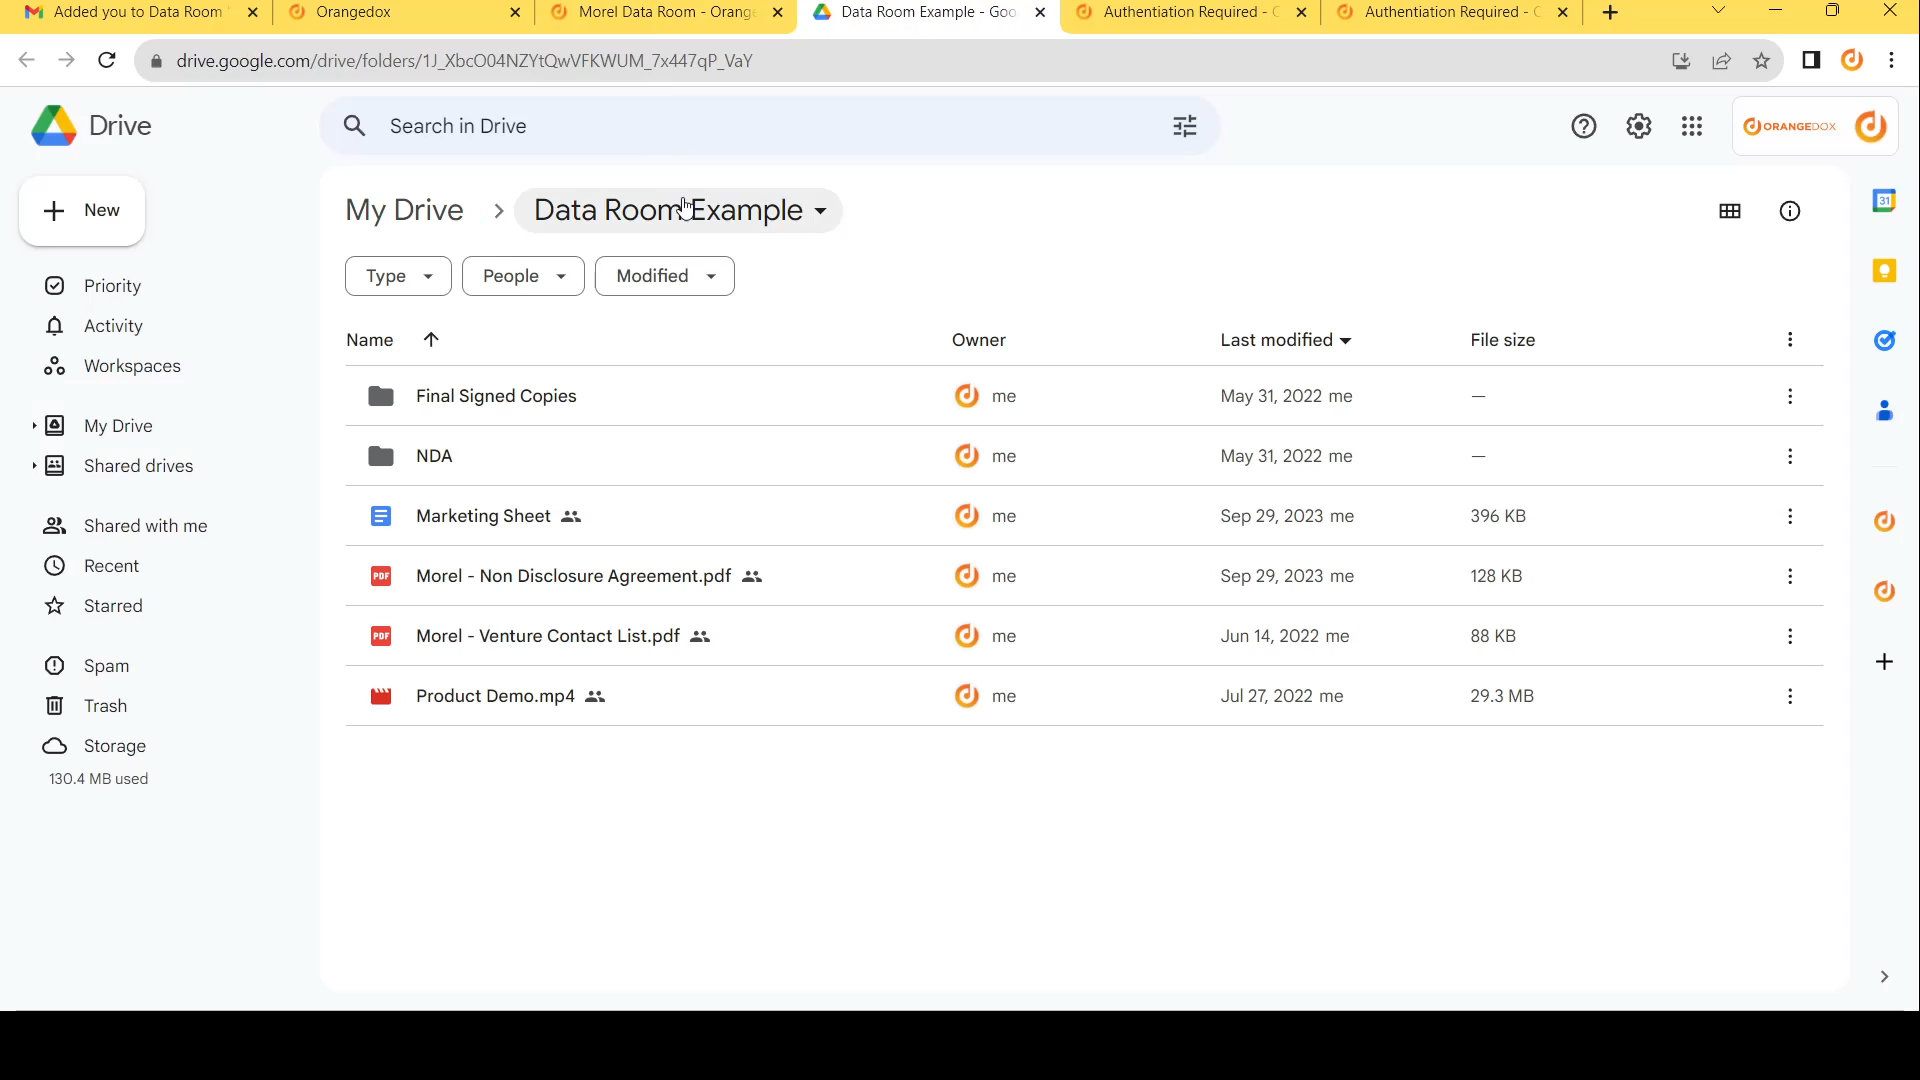 Added you to Data Room
Orangedox
Morel Data Room - Orange
Data Room Example - Goo
Authentiation Required - 
Authentiation Required - 
drive.google.com/drive/folders/1J_XbcO04NZYtQwVFKWUM_7x447qP_VaY
Drive
Search in Drive
ORANGEDOX
New
My Drive
Data Room Example
31
Type
People
Modified
Priority
Activity
Workspaces
Name
Owner
Last modified
File size
Final Signed Copies
me
May 31, 2022 me
—
My Drive
NDA
me
May 31, 2022 me
—
Shared drives
Marketing Sheet
me
Sep 29, 2023 me
396 KB
Shared with me
Recent
PDF
Morel - Non Disclosure Agreement.pdf
me
Sep 29, 2023 me
128 KB
Starred
PDF
Morel - Venture Contact List.pdf
me
Jun 14, 2022 me
88 KB
Spam
Trash
Product Demo.mp4
me
Jul 27, 2022 me
29.3 MB
Storage
130.4 MB used